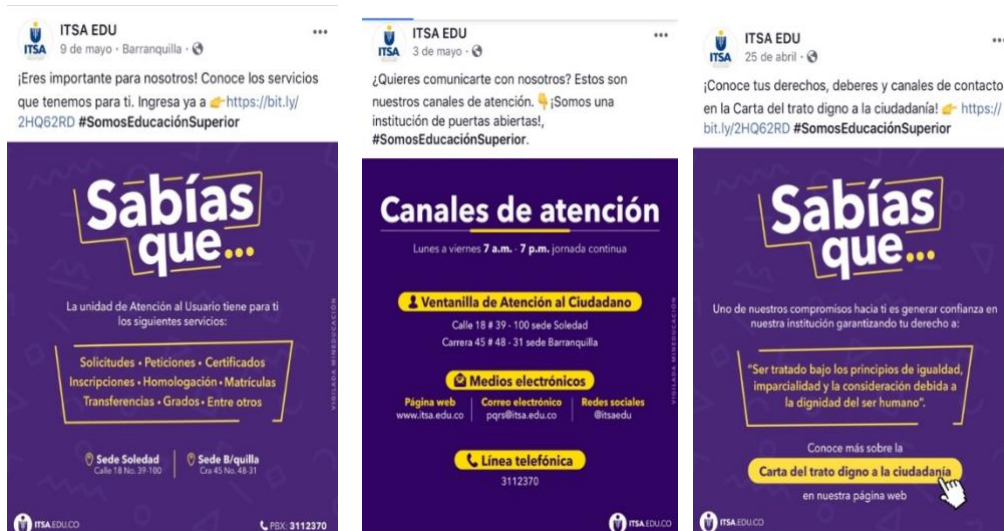 ITSA EDU
9 de mayo · Barranquilla ·
¡Eres importante para nosotros! Conoce los servicios
que tenemos para ti. Ingresa ya a 👉https://bit.ly/
2HQ62RD #SomosEducaciónSuperior
Sabías
que...
La unidad de Atención al Usuario tiene para ti
los siguientes servicios:
Solicitudes • Peticiones • Certificados
Inscripciones • Homologación • Matrículas
Transferencias • Grados • Entre otros
Sede Soledad
Calle 18 No. 39-100
Sede B/quilla
Cra 45 No. 48-31
VIGILADA MINEDUCACIÓN
ITSA.EDU.CO
PBX: 3112370
ITSA
ITSA EDU
3 de mayo ·
¿Quieres comunicarte con nosotros? Estos son
nuestros canales de atención. 👇¡Somos una
institución de puertas abiertas!,
#SomosEducaciónSuperior.
Canales de atención
Lunes a viernes 7 a.m. - 7 p.m. jornada continua
Ventanilla de Atención al Ciudadano
Calle 18 # 39 - 100 sede Soledad
Carrera 45 # 48 - 31 sede Barranquilla
Medios electrónicos
Página web
www.itsa.edu.co
Correo electrónico
pqrs@itsa.edu.co
Redes sociales
@itsaedu
Línea telefónica
3112370
VIGILADA MINEDUCACIÓN
ITSA.EDU.CO
ITSA
ITSA EDU
25 de abril ·
¡Conoce tus derechos, deberes y canales de contacto
en la Carta del trato digno a la ciudadanía! 👉 https://
bit.ly/2HQ62RD #SomosEducaciónSuperior
Sabías
que...
Uno de nuestros compromisos hacia ti es generar confianza en
nuestra institución garantizando tu derecho a:
"Ser tratado bajo los principios de igualdad,
imparcialidad y la consideración debida a
la dignidad del ser humano".
Conoce más sobre la
Carta del trato digno a la ciudadanía
en nuestra página web
ITSA.EDU.CO
ITSA